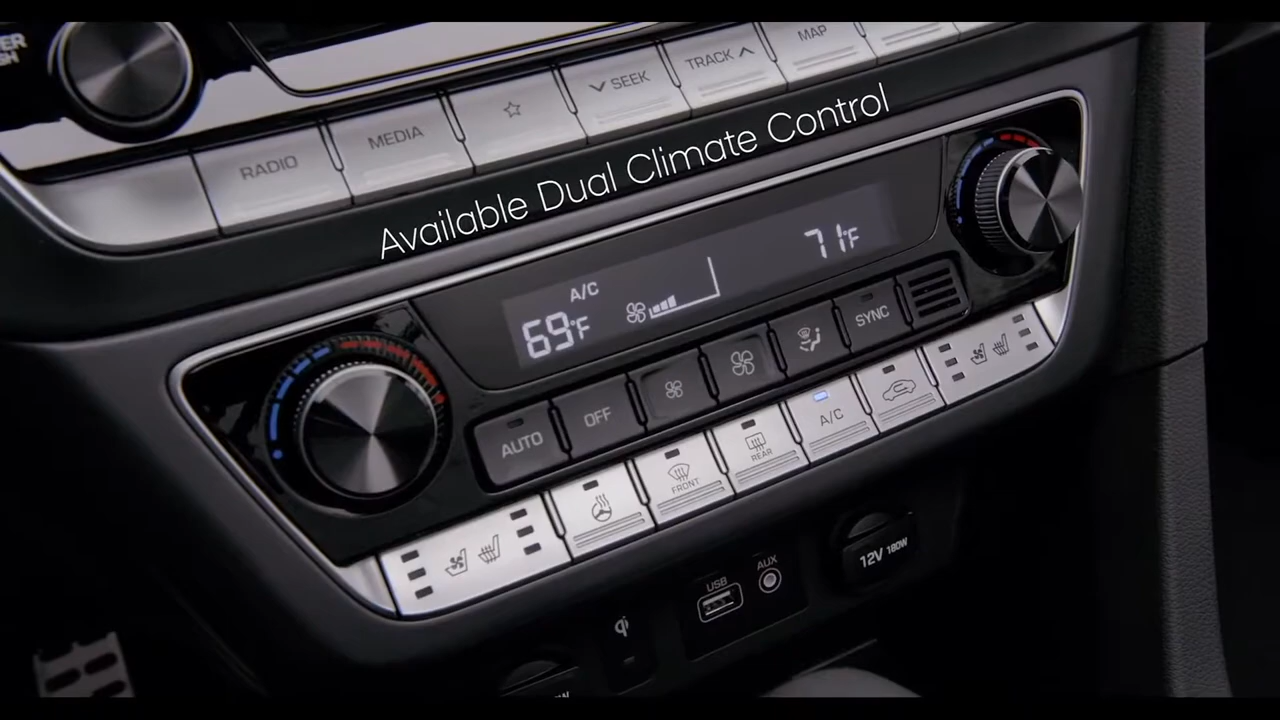 RADIO
MEDIA
SEEK
TRACK
MAP
Available Dual Climate Control
A/C
69°F
71°F
AUTO
OFF
SYNC
FRONT
REAR
A/C
USB
AUX
12V 180W
qi